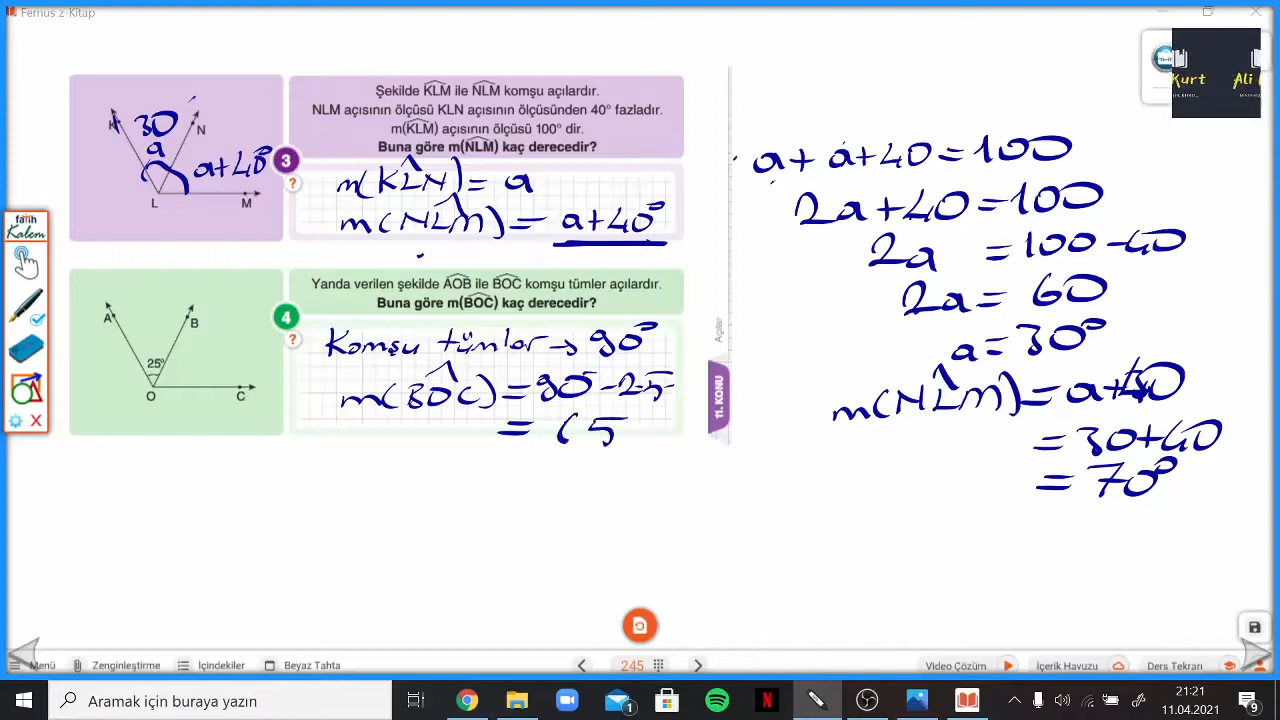 Fernus z-Kitap
Kurt Ali
K 30 N
a a+40°
L M
3
?
Şekilde KLM ile NLM komşu açılardır.
NLM açısının ölçüsü KLN açısının ölçüsünden 40° fazladır.
m(KLM) açısının ölçüsü 100° dir.
Buna göre m(NLM) kaç derecedir?
m(KLN) = a
m(NLM) = a+40°
A B
25°
O C
4
?
Yanda verilen şekilde AOB ile BOC komşu tümler açılardır.
Buna göre m(BOC) kaç derecedir?
Komşu tümler → 90°
m(BOC) = 90-25
= 65
Açılar
11. KONU
a + a+40=100
2a+40=100
2a = 100-40
2a = 60
a = 30°
m(NLM) = a+40
= 30+40
= 70°
fatih
Kalem
Menü Zenginleştirme İçindekiler Beyaz Tahta 245 Video Çözüm İçerik Havuzu Ders Tekrarı
Aramak için buraya yazın 1 21:21
11.04.2021 9